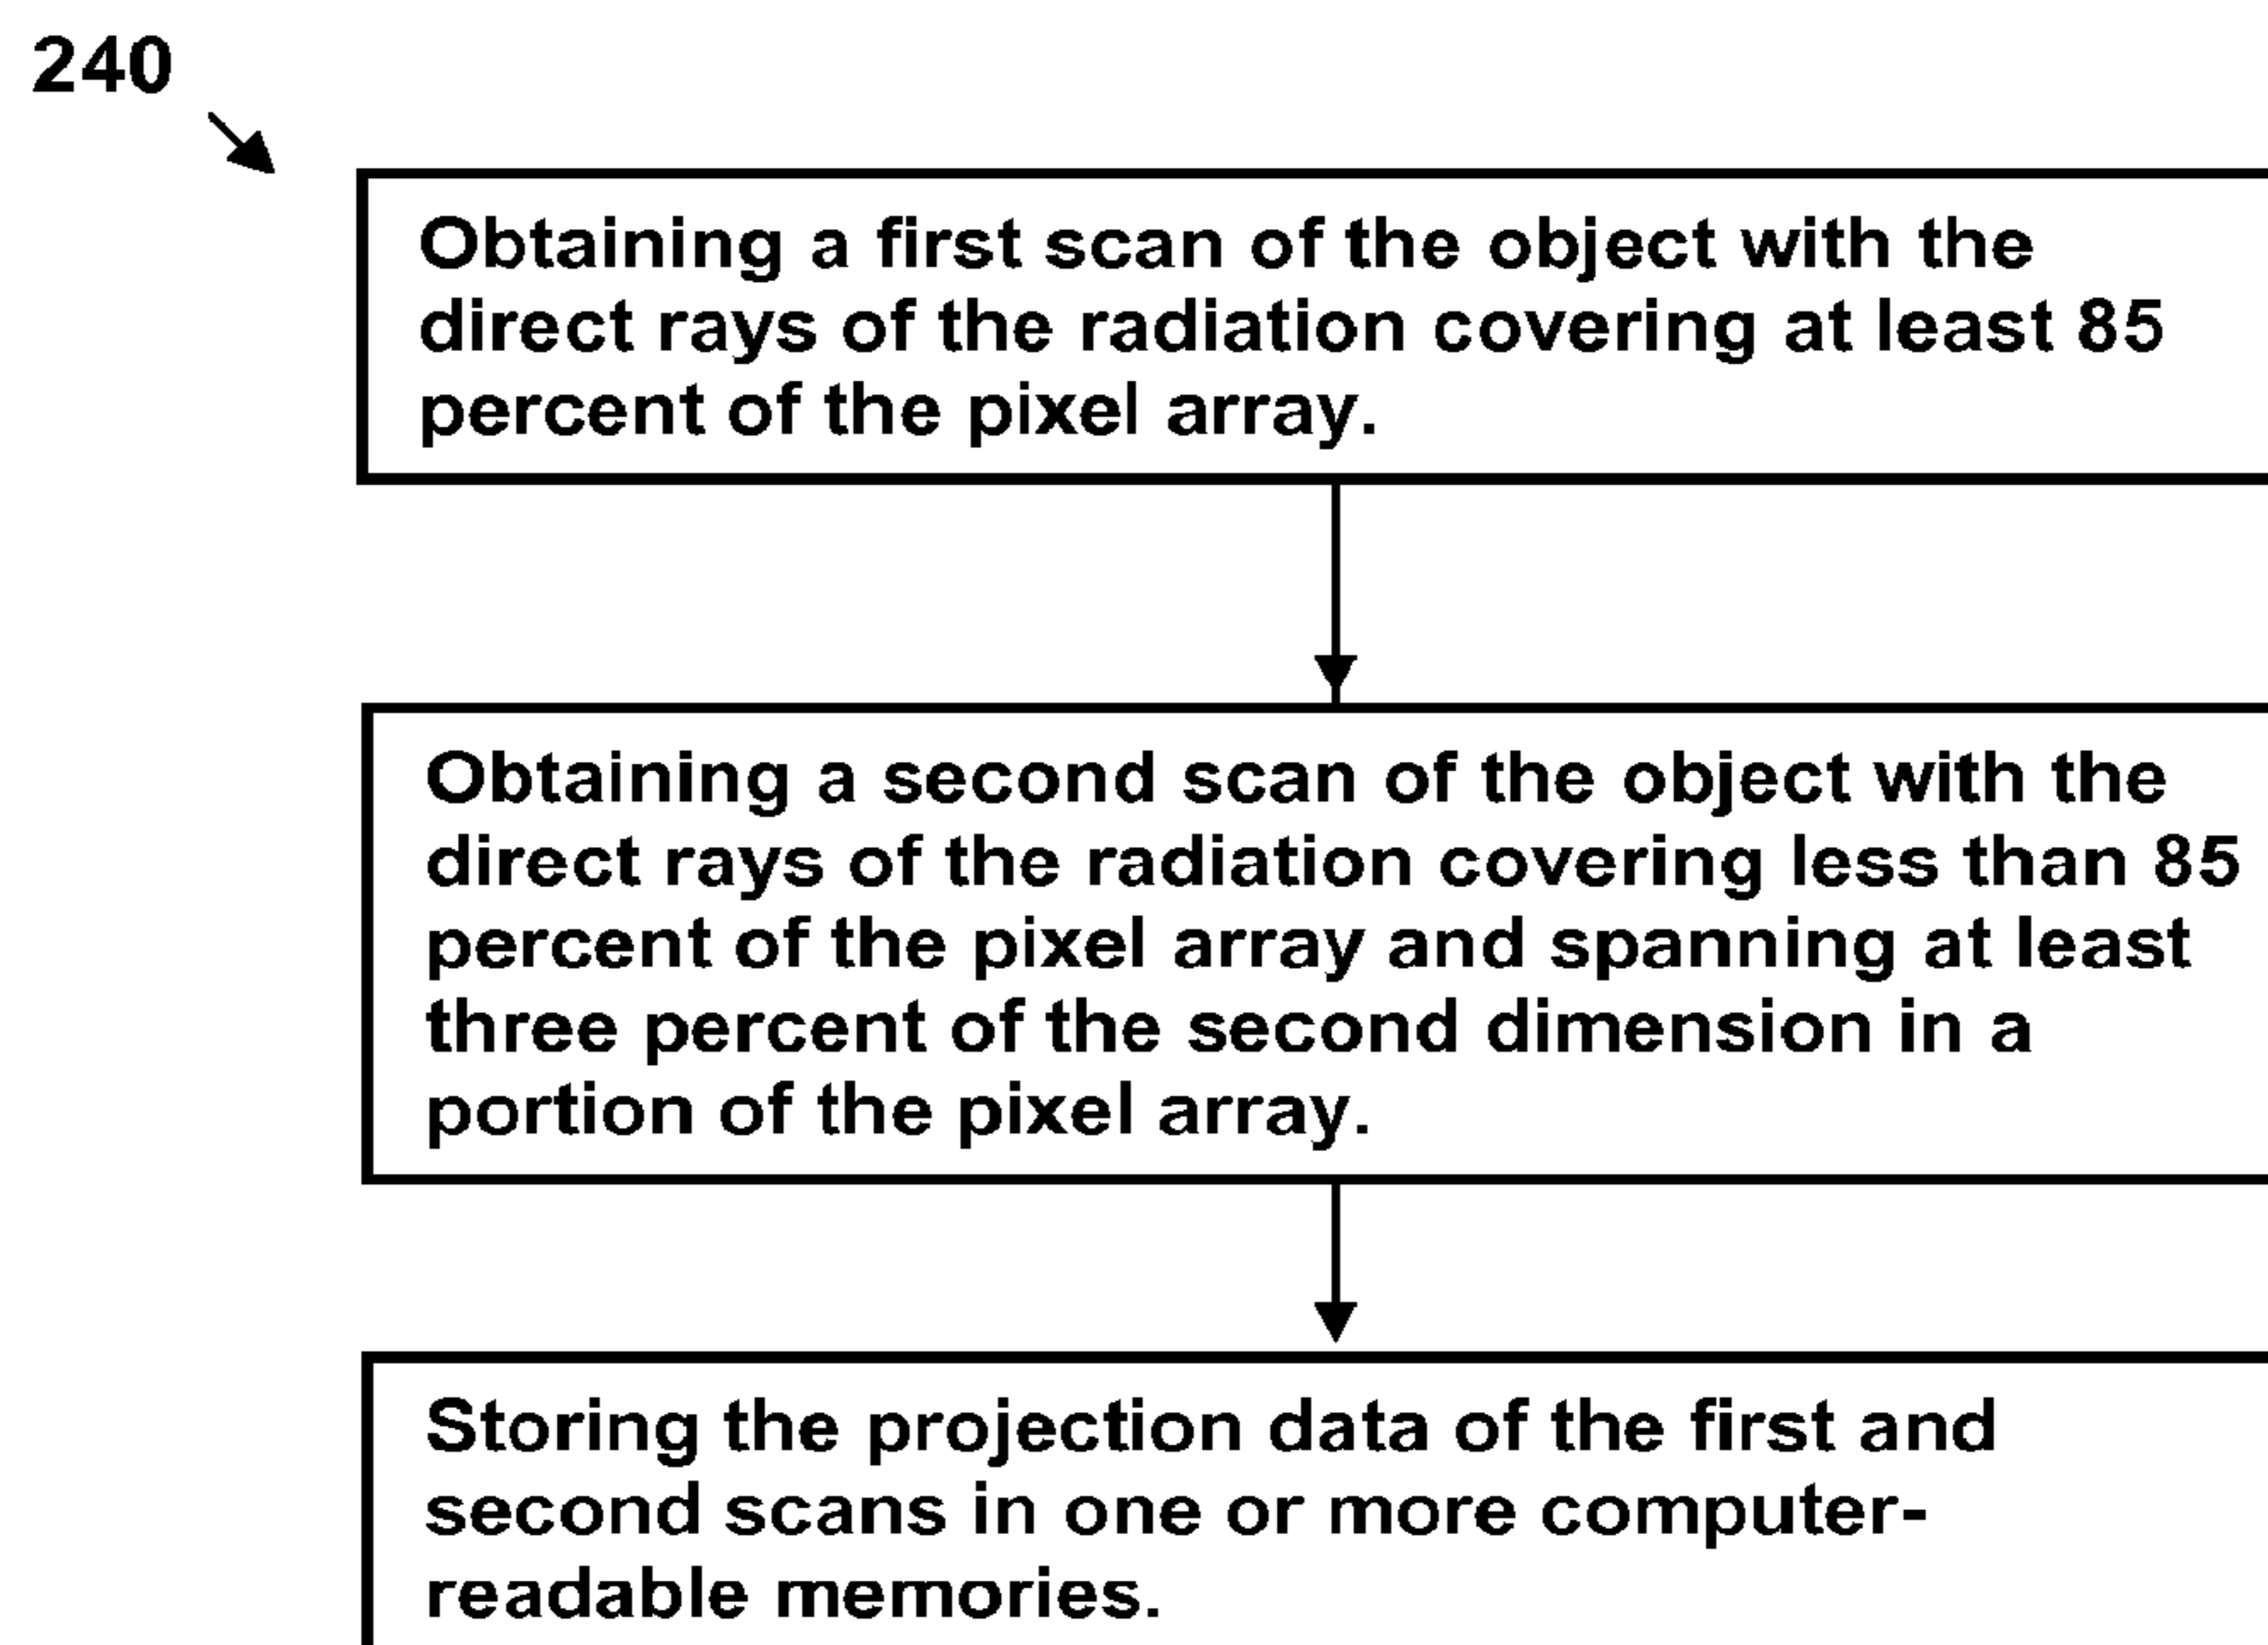 240
Obtaining a first scan of the object with the
direct rays of the radiation covering at least 85
percent of the pixel array.
Obtaining a second scan of the object with the
direct rays of the radiation covering less than 85
percent of the pixel array and spanning at least
three percent of the second dimension in a
portion of the pixel array.
Storing the projection data of the first and
second scans in one or more computer-
readable memories.